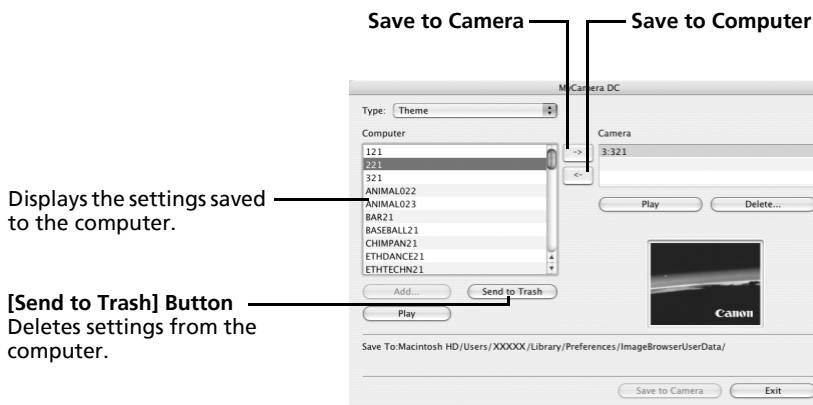 Save to Camera
Save to Computer
MyCamera DC
Type: Theme
Computer
Camera
121
221
321
ANIMAL022
ANIMAL023
BAR21
BASEBALL21
CHIMPAN21
ETHDANCE21
ETHTECHN21
->
<-
3:321
Play
Delete...
Displays the settings saved
to the computer.
[Send to Trash] Button
Deletes settings from the
computer.
Add...
Send to Trash
Play
Canon
Save To:Macintosh HD/Users/XXXXX/Library/Preferences/ImageBrowserUserData/
Save to Camera
Exit